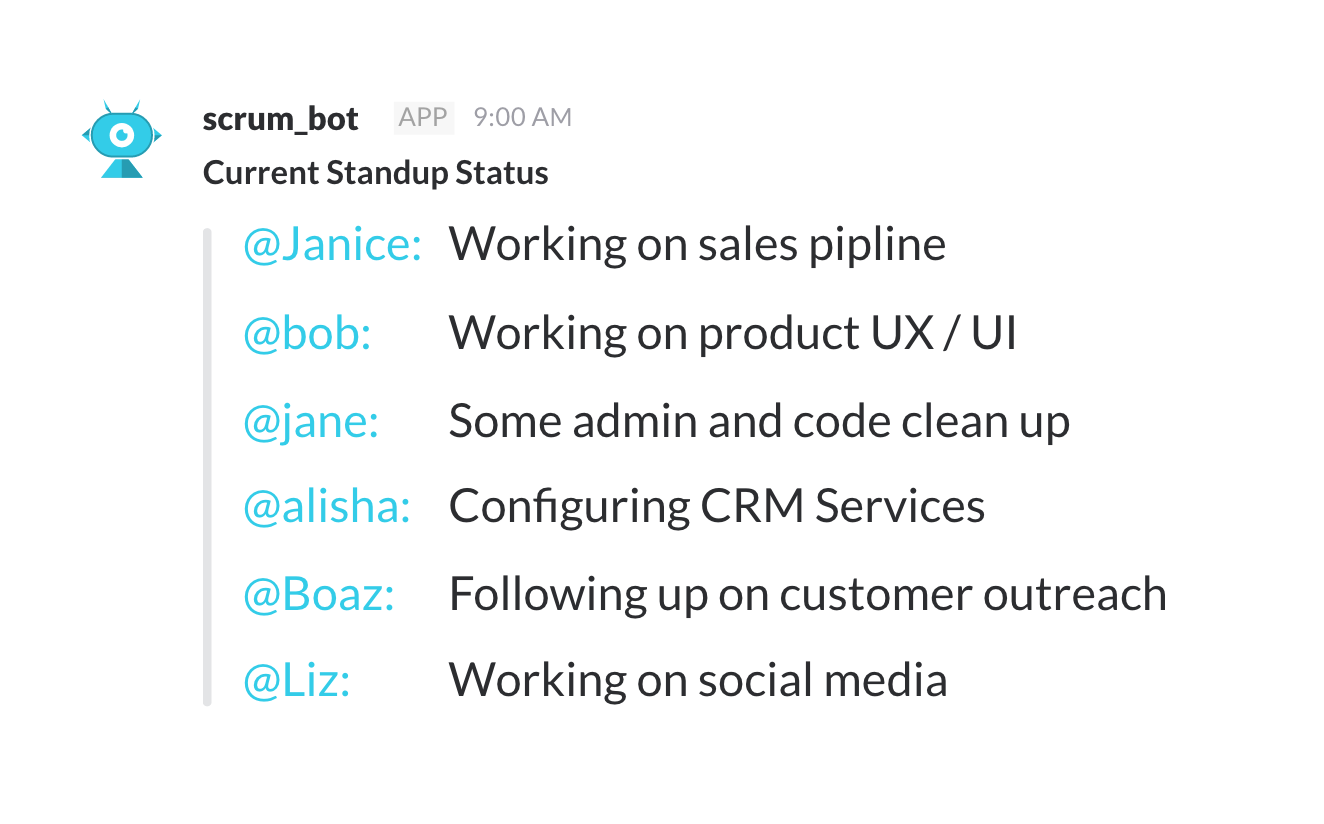 scrum_bot APP 9:00 AM
Current Standup Status
@Janice: Working on sales pipline
@bob: Working on product UX / UI
@jane: Some admin and code clean up
@alisha: Configuring CRM Services
@Boaz: Following up on customer outreach
@Liz: Working on social media